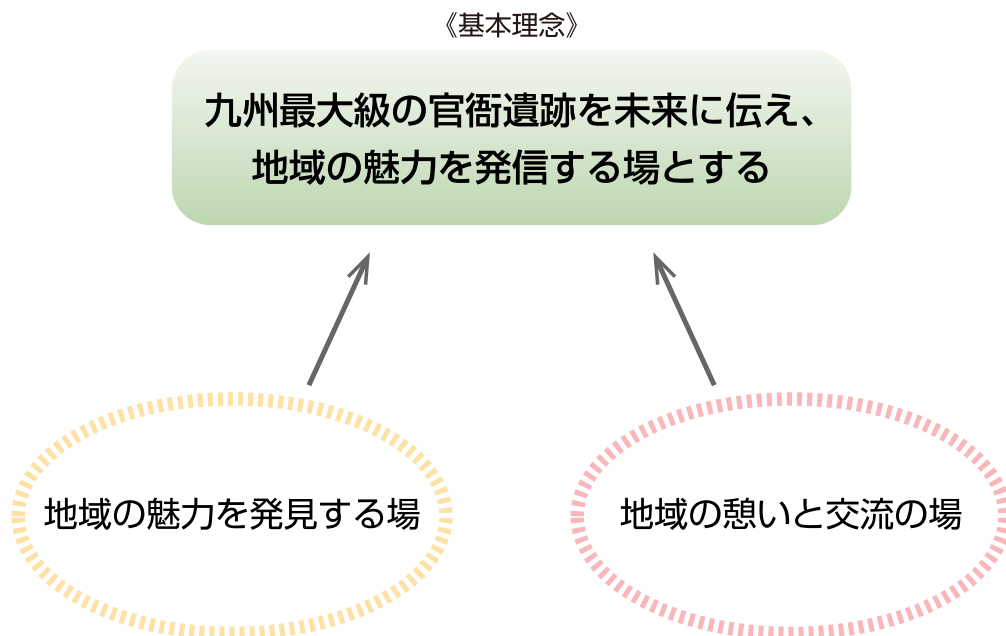 《基本理念》
九州最大級の官衙遺跡を未来に伝え、
地域の魅力を発信する場とする
地域の魅力を発見する場
地域の憩いと交流の場